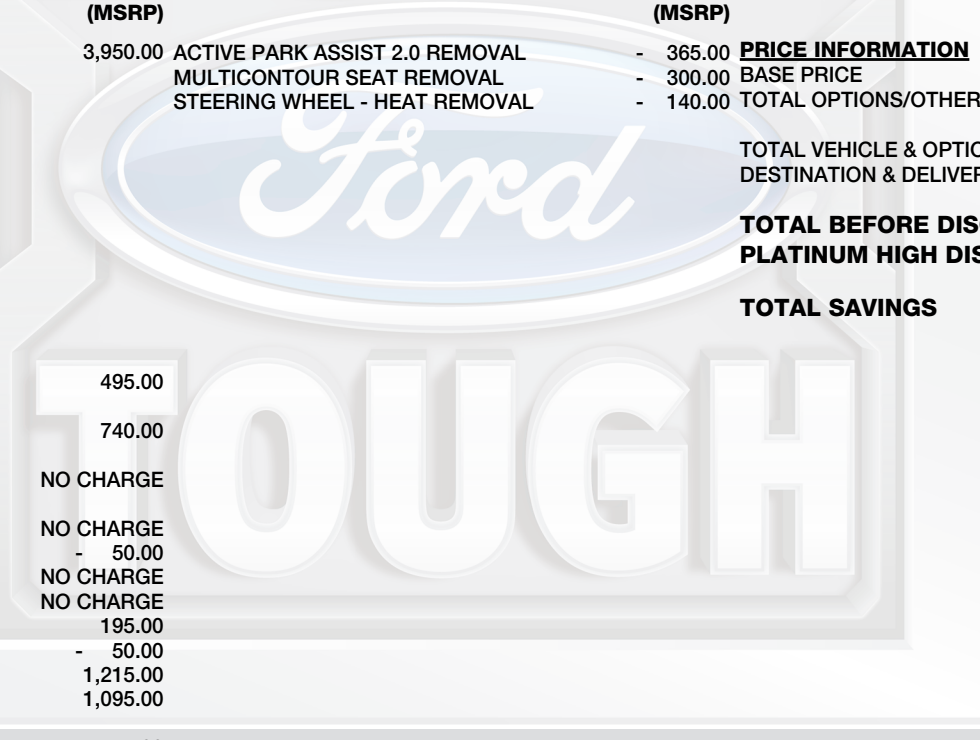 (MSRP) (MSRP)
3,950.00 ACTIVE PARK ASSIST 2.0 REMOVAL - 365.00 PRICE INFORMATION
MULTICONTOUR SEAT REMOVAL - 300.00 BASE PRICE
STEERING WHEEL - HEAT REMOVAL - 140.00 TOTAL OPTIONS/OTHER
TOTAL VEHICLE & OPTIO
DESTINATION & DELIVER
TOTAL BEFORE DIS
PLATINUM HIGH DIS
TOTAL SAVINGS
Ford
TOUGH
495.00
740.00
NO CHARGE
NO CHARGE
- 50.00
NO CHARGE
NO CHARGE
195.00
- 50.00
1,215.00
1,095.00